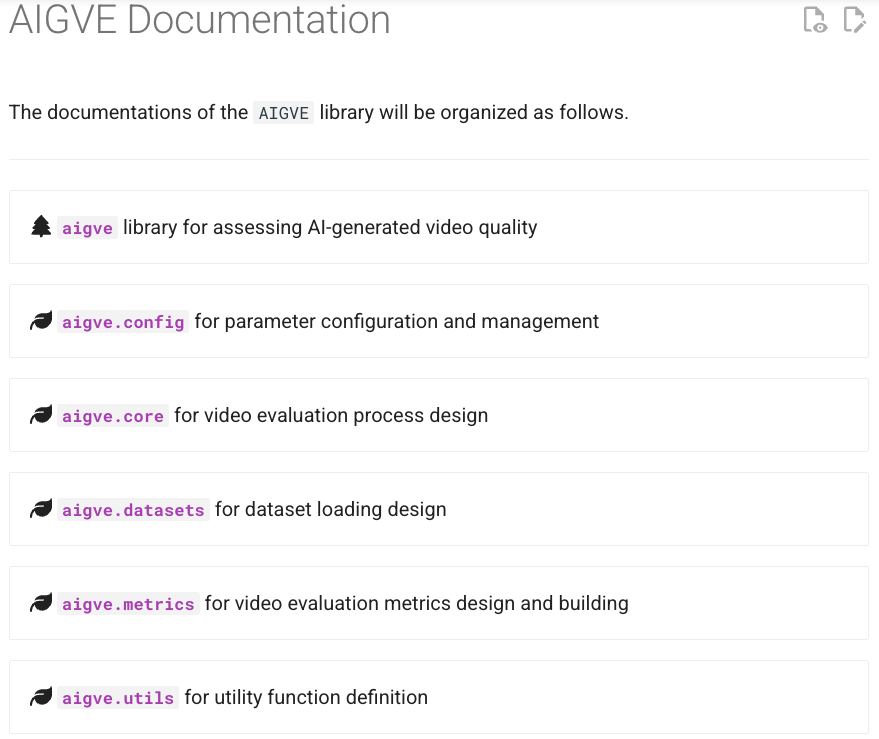 AIGVE Documentation
The documentations of the AIGVE library will be organized as follows.
aigve library for assessing AI-generated video quality
aigve.config for parameter configuration and management
aigve.core for video evaluation process design
aigve.datasets for dataset loading design
aigve.metrics for video evaluation metrics design and building
aigve.utils for utility function definition